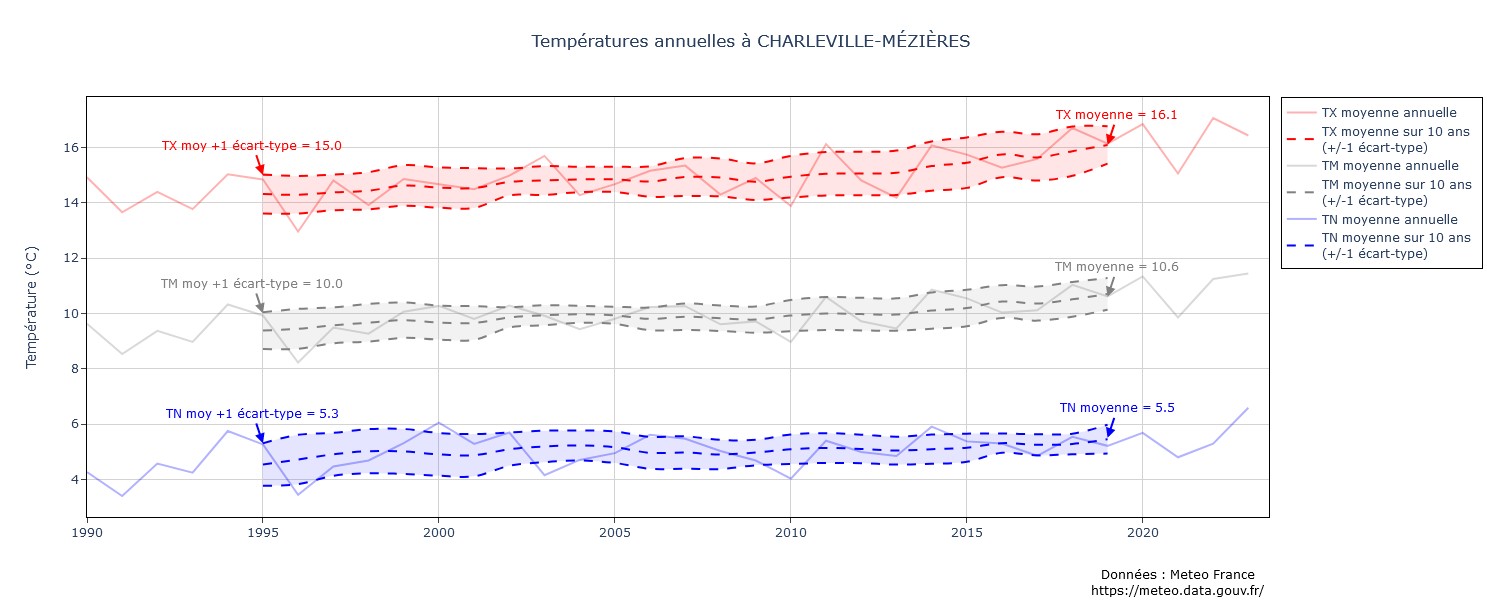 Températures annuelles à CHARLEVILLE-MÉZIÈRES
TX moyenne annuelle
TX moyenne sur 10 ans
(+/-1 écart-type)
TM moyenne annuelle
TM moyenne sur 10 ans
(+/-1 écart-type)
TN moyenne annuelle
TN moyenne sur 10 ans
(+/-1 écart-type)
Température (°C)
16
14
12
10
8
6
4
TX moy +1 écart-type = 15.0
TX moyenne = 16.1
TM moy +1 écart-type = 10.0
TM moyenne = 10.6
TN moy +1 écart-type = 5.3
TN moyenne = 5.5
1990
1995
2000
2005
2010
2015
2020
Données : Meteo France
https://meteo.data.gouv.fr/